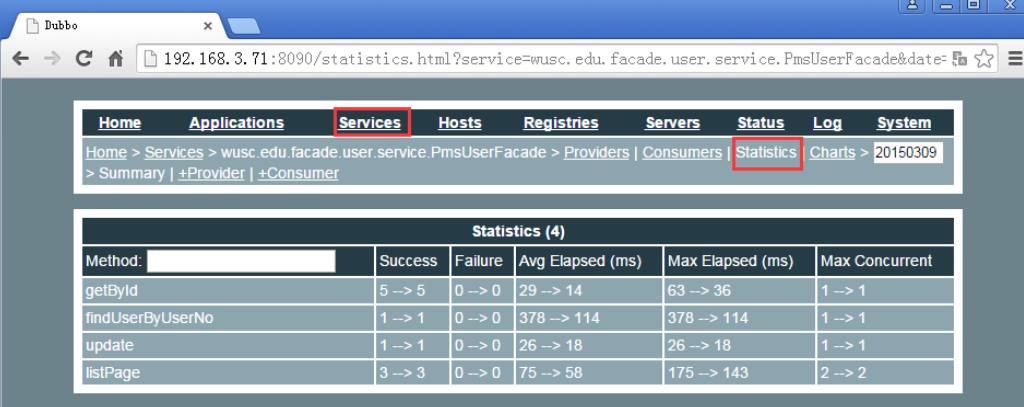 Dubbo
192.168.3.71:8090/statistics.html?service=wusc.edu.facade.user.service.PmsUserFacade&date=
Home Applications Services Hosts Registries Servers Status Log System
Home > Services > wusc.edu.facade.user.service.PmsUserFacade > Providers | Consumers | Statistics | Charts > 20150309
> Summary | +Provider | +Consumer
Statistics (4)
Method: Success Failure Avg Elapsed (ms) Max Elapsed (ms) Max Concurrent
getById 5 --> 5 0 --> 0 29 --> 14 63 --> 36 1 --> 1
findUserByUserNo 1 --> 1 0 --> 0 378 --> 114 378 --> 114 1 --> 1
update 1 --> 1 0 --> 0 26 --> 18 26 --> 18 1 --> 1
listPage 3 --> 3 0 --> 0 75 --> 58 175 --> 143 2 --> 2